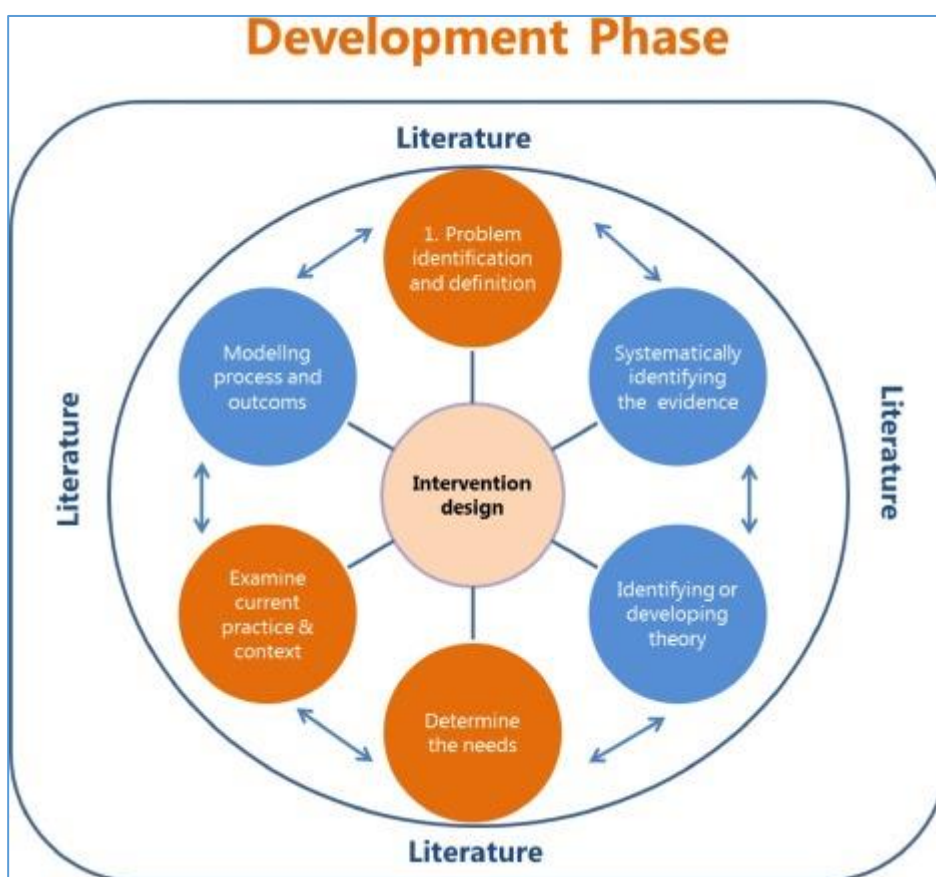 Development Phase
Literature
1. Problem
identification
and definition
Modellng
process and
outcoms
Systematically
identifying
the evidence
Literature
Literature
Intervention
design
Examine
current
practice &
context
Identifying or
developing
theory
Determine
the needs
Literature